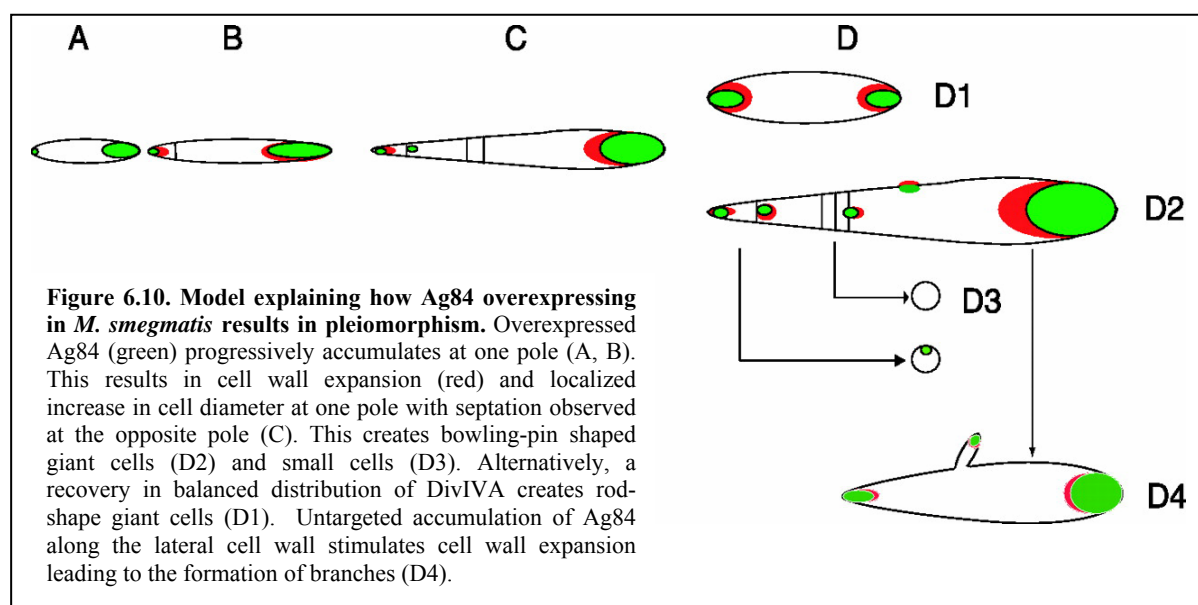 A
B
C
D
D1
D2
D3
D4
Figure 6.10. Model explaining how Ag84 overexpressing
in M. smegmatis results in pleiomorphism. Overexpressed
Ag84 (green) progressively accumulates at one pole (A, B).
This results in cell wall expansion (red) and localized
increase in cell diameter at one pole with septation observed
at the opposite pole (C). This creates bowling-pin shaped
giant cells (D2) and small cells (D3). Alternatively, a
recovery in balanced distribution of DivIVA creates rod-
shape giant cells (D1). Untargeted accumulation of Ag84
along the lateral cell wall stimulates cell wall expansion
leading to the formation of branches (D4).